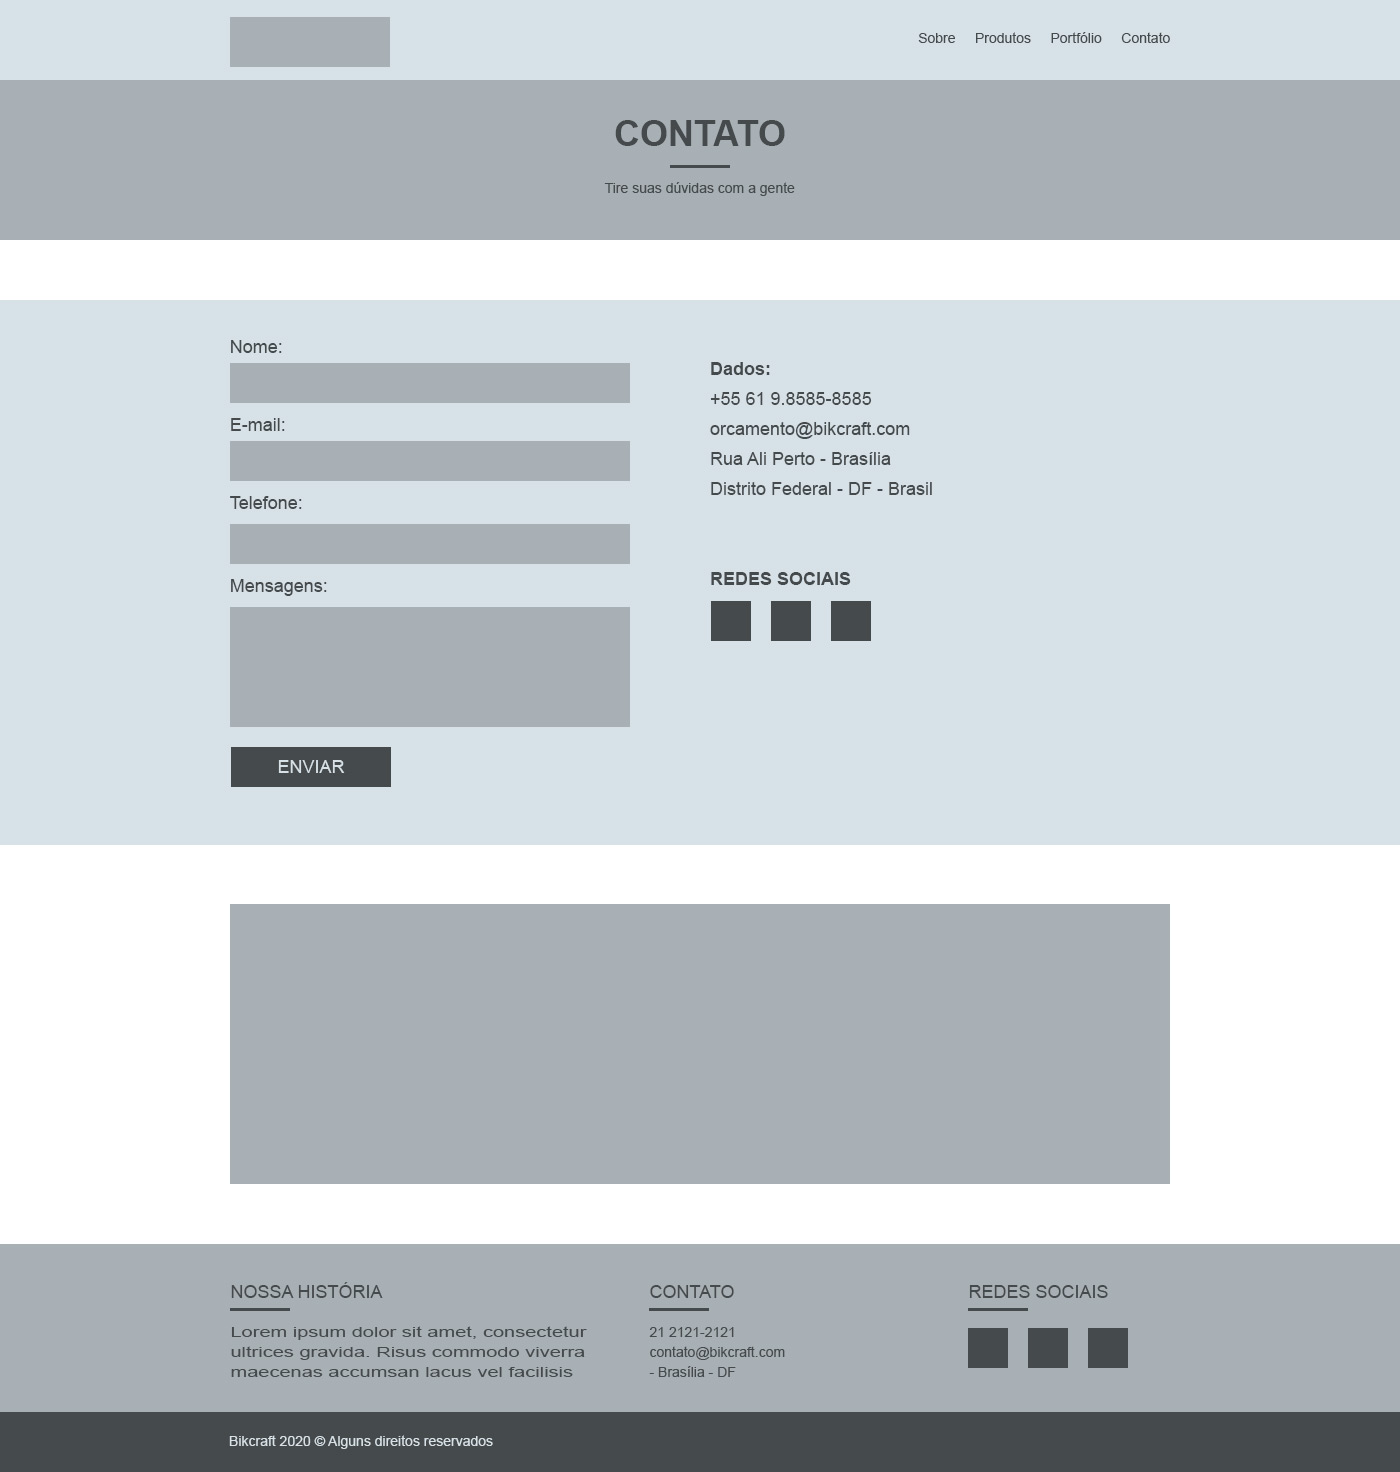 Sobre Produtos Portfólio Contato
CONTATO
Tire suas dúvidas com a gente
Nome:
E-mail:
Telefone:
Mensagens:
ENVIAR
Dados:
+55 61 9.8585-8585
orcamento@bikcraft.com
Rua Ali Perto - Brasília
Distrito Federal - DF - Brasil
REDES SOCIAIS
NOSSA HISTÓRIA
Lorem ipsum dolor sit amet, consectetur
ultrices gravida. Risus commodo viverra
maecenas accumsan lacus vel facilisis
CONTATO
21 2121-2121
contato@bikcraft.com
- Brasília - DF
REDES SOCIAIS
Bikcraft 2020 © Alguns direitos reservados